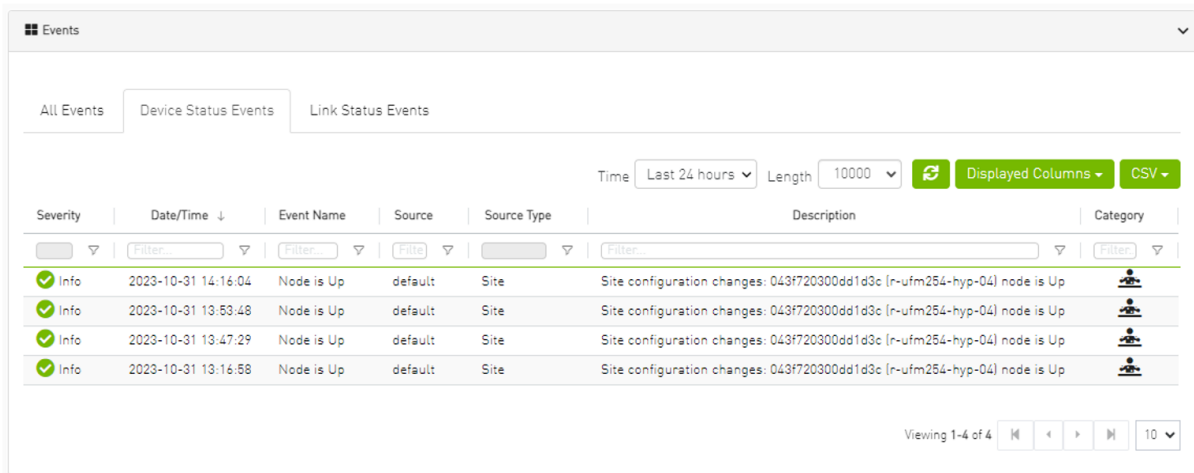 Events
All Events Device Status Events Link Status Events
Time Last 24 hours Length 10000 Displayed Columns CSV
Severity Date/Time ↓ Event Name Source Source Type Description Category
Filter... Filter... Filte Filter... Filter.
Info 2023-10-31 14:16:04 Node is Up default Site Site configuration changes: 043f720300dd1d3c (r-ufm254-hyp-04) node is Up
Info 2023-10-31 13:53:48 Node is Up default Site Site configuration changes: 043f720300dd1d3c (r-ufm254-hyp-04) node is Up
Info 2023-10-31 13:47:29 Node is Up default Site Site configuration changes: 043f720300dd1d3c (r-ufm254-hyp-04) node is Up
Info 2023-10-31 13:16:58 Node is Up default Site Site configuration changes: 043f720300dd1d3c (r-ufm254-hyp-04) node is Up
Viewing 1-4 of 4 10